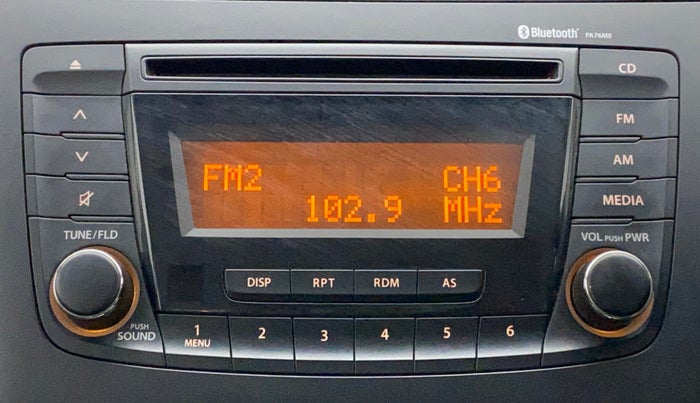 Bluetooth PA76M0
CD
FM
AM
MEDIA
FM2 CH6
102.9 MHz
TUNE/FLD
VOL PUSH PWR
DISP RPT RDM AS
PUSH
SOUND
1 2 3 4 5 6
MENU